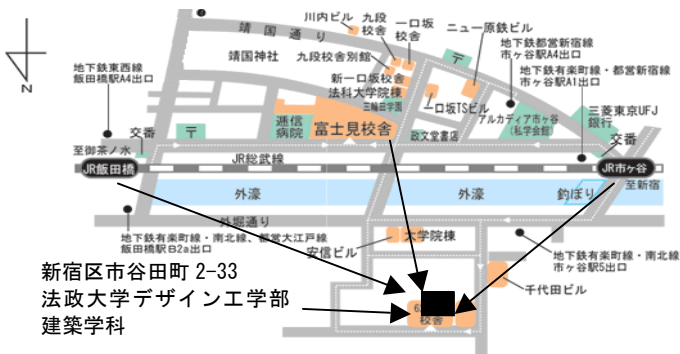 川内ビル
九段
校舎
一口坂
校舎
ニュー原鉄ビル
靖国通り
靖国神社
九段校舎別館
〒
地下鉄都営新宿線
市ヶ谷駅A4出口
地下鉄東西線
飯田橋駅A4出口
新一口坂校舎
法科大学院棟
地下鉄有楽町線・都営新宿線
市ヶ谷駅A1出口
三輪田学園
一口坂TSビル
三菱東京UFJ
銀行
交番
〒
逓信
病院
富士見校舎
政文堂書店
アルカディア市ヶ谷
(私学会館)
交番
至御茶ノ水
JR総武線
JR飯田橋
JR市ヶ谷
至新宿
外濠
外濠
釣ぼり
外堀通り
地下鉄有楽町線・南北線、都営大江戸線
飯田橋駅B2a出口
安信ビル
大学院棟
地下鉄有楽町線・南北線
市ヶ谷駅5出口
新宿区市谷田町 2-33
法政大学デザイン工学部
建築学科
千代田ビル
校舎
N